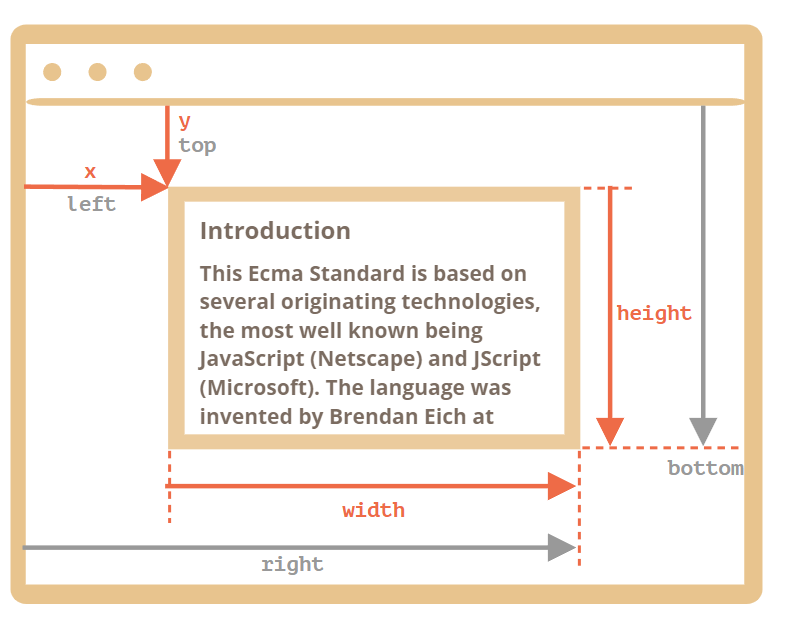 y
top
x
left
Introduction
This Ecma Standard is based on
several originating technologies,
the most well known being
JavaScript (Netscape) and JScript
(Microsoft). The language was
invented by Brendan Eich at
height
bottom
width
right